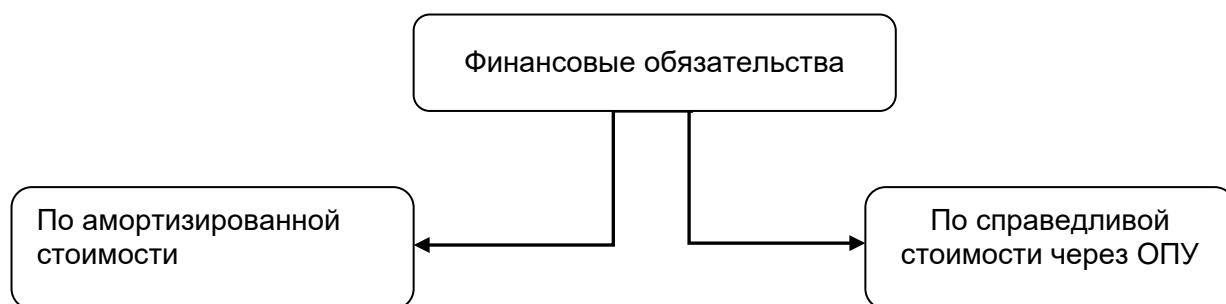 Финансовые обязательства
По амортизированной
стоимости
По справедливой
стоимости через ОПУ